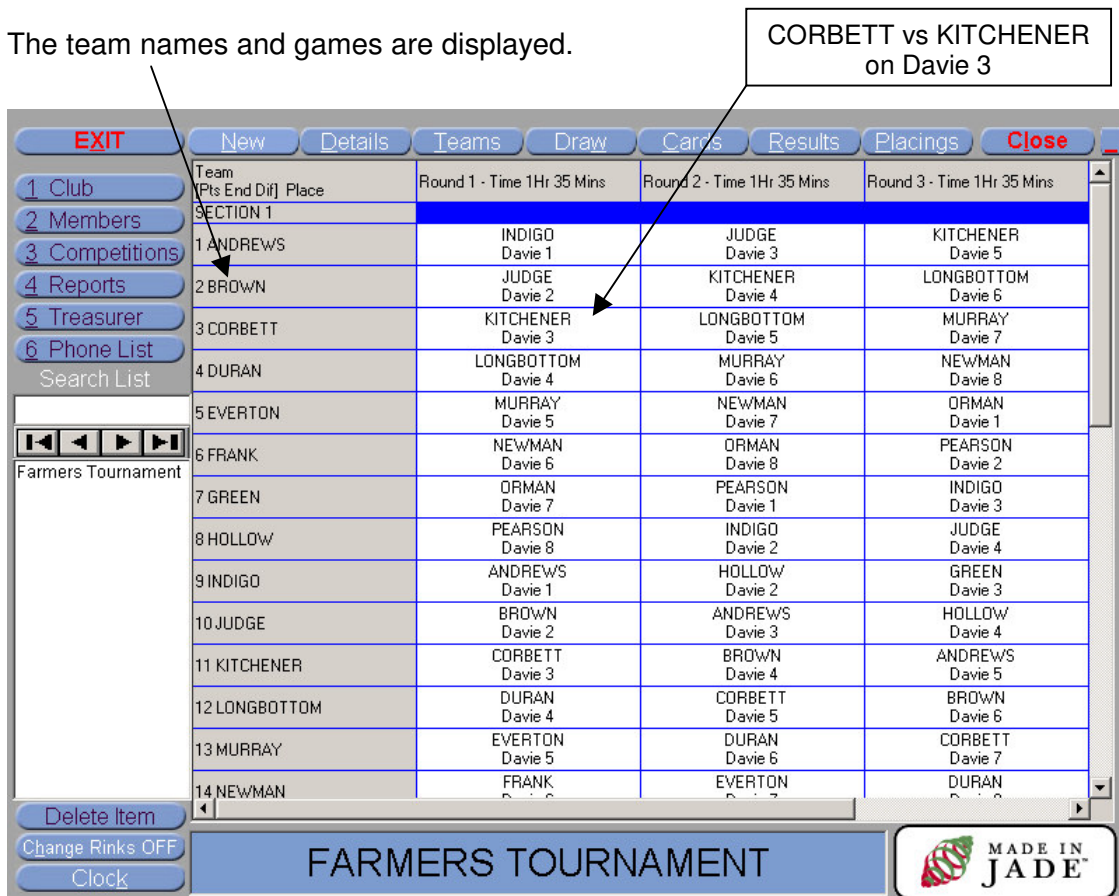 The team names and games are displayed.
CORBETT vs KITCHENER
on Davie 3
EXIT
New
Details
Teams
Draw
Cards
Results
Placings
Close
1 Club
2 Members
3 Competitions
4 Reports
5 Treasurer
6 Phone List
Search List
Farmers Tournament
Delete Item
Change Rinks OFF
Clock
Team
[Pts End Dif] Place
Round 1 - Time 1Hr 35 Mins
Round 2 - Time 1Hr 35 Mins
Round 3 - Time 1Hr 35 Mins
SECTION 1
1 ANDREWS
INDIGO
Davie 1
JUDGE
Davie 3
KITCHENER
Davie 5
2 BROWN
JUDGE
Davie 2
KITCHENER
Davie 4
LONGBOTTOM
Davie 6
3 CORBETT
KITCHENER
Davie 3
LONGBOTTOM
Davie 5
MURRAY
Davie 7
4 DURAN
LONGBOTTOM
Davie 4
MURRAY
Davie 6
NEWMAN
Davie 8
5 EVERTON
MURRAY
Davie 5
NEWMAN
Davie 7
ORMAN
Davie 1
6 FRANK
NEWMAN
Davie 6
ORMAN
Davie 8
PEARSON
Davie 2
7 GREEN
ORMAN
Davie 7
PEARSON
Davie 1
INDIGO
Davie 3
8 HOLLOW
PEARSON
Davie 8
INDIGO
Davie 2
JUDGE
Davie 4
9 INDIGO
ANDREWS
Davie 1
HOLLOW
Davie 2
GREEN
Davie 3
10 JUDGE
BROWN
Davie 2
ANDREWS
Davie 3
HOLLOW
Davie 4
11 KITCHENER
CORBETT
Davie 3
BROWN
Davie 4
ANDREWS
Davie 5
12 LONGBOTTOM
DURAN
Davie 4
CORBETT
Davie 5
BROWN
Davie 6
13 MURRAY
EVERTON
Davie 5
DURAN
Davie 6
CORBETT
Davie 7
14 NEWMAN
FRANK
EVERTON
DURAN
FARMERS TOURNAMENT
MADE IN
JADE™